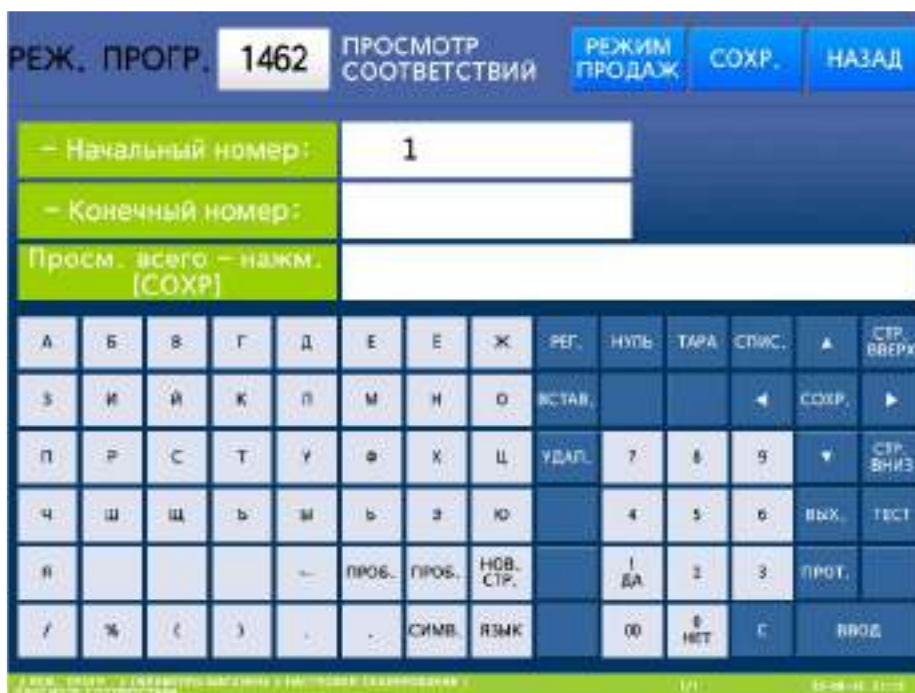 РЕЖ. ПРОГР. 1462 ПРОСМОТР СООТВЕТСТВИЙ РЕЖИМ ПРОДАЖ СОХР. НАЗАД
- Начальный номер: 1
- Конечный номер:
Просм. всего - нажм.
[СОХР]
А Б В Г Д Е Ё Ж РЕГ. НУЛЬ ТАРА СПИС. ▲ СТР. ВВЕРХ
З И Й К Л М Н О ВСТАВ. ◄ СОХР. ►
П Р С Т У Ф Х Ц УДАЛ. 7 8 9 ▼ СТР. ВНИЗ
Ч Ш Щ Ъ Ы Ь Э Ю 4 5 6 ВЫХ. ТЕСТ
Я ← ПРОБ. ПРОБ. НОВ. СТР. 1 ДА 2 3 ПРОТ.
/ % ( ) . СИМВ. ЯЗЫК 00 0 НЕТ С ВВОД
1/1